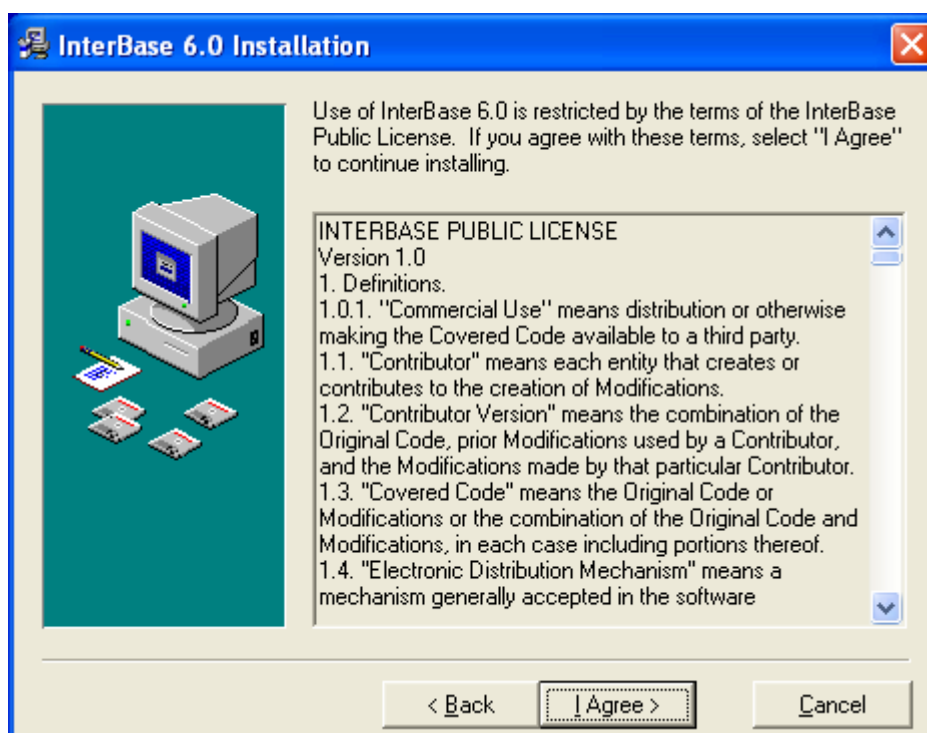 InterBase 6.0 Installation
Use of InterBase 6.0 is restricted by the terms of the InterBase
Public License.  If you agree with these terms, select "I Agree"
to continue installing.
INTERBASE PUBLIC LICENSE
Version 1.0
1. Definitions.
1.0.1. "Commercial Use" means distribution or otherwise
making the Covered Code available to a third party.
1.1. "Contributor" means each entity that creates or
contributes to the creation of Modifications.
1.2. "Contributor Version" means the combination of the
Original Code, prior Modifications used by a Contributor,
and the Modifications made by that particular Contributor.
1.3. "Covered Code" means the Original Code or
Modifications or the combination of the Original Code and
Modifications, in each case including portions thereof.
1.4. "Electronic Distribution Mechanism" means a
mechanism generally accepted in the software
< Back
I Agree >
Cancel